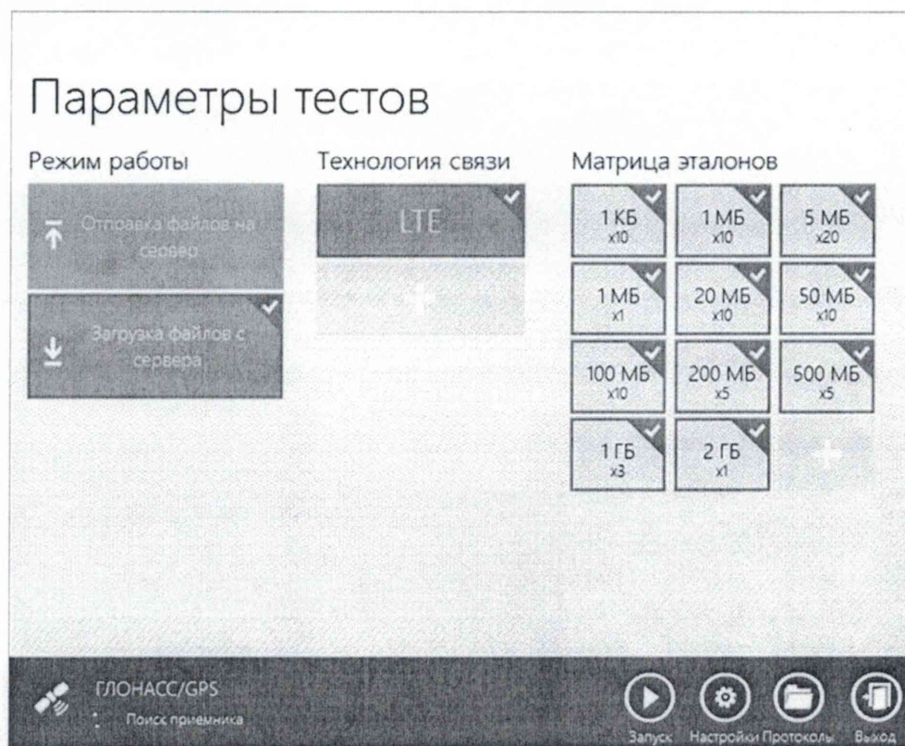 Параметры тестов
Режим работы
Отправка файлов на
сервер
Загрузка файлов с
сервера
Технология связи
LTE
Матрица эталонов
1 КБ
x10
1 МБ
x10
5 МБ
x20
1 МБ
x1
20 МБ
x10
50 МБ
x10
100 МБ
x10
200 МБ
x5
500 МБ
x5
1 ГБ
x3
2 ГБ
x1
ГЛОНАСС/GPS
Поиск приемника
Запуск
Настройки
Протоколы
Выход